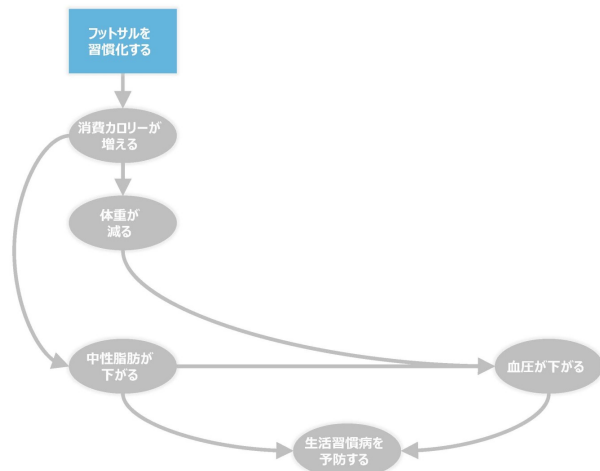 フットサルを
習慣化する
消費カロリーが
増える
体重が
減る
中性脂肪が
下がる
血圧が下がる
生活習慣病を
予防する